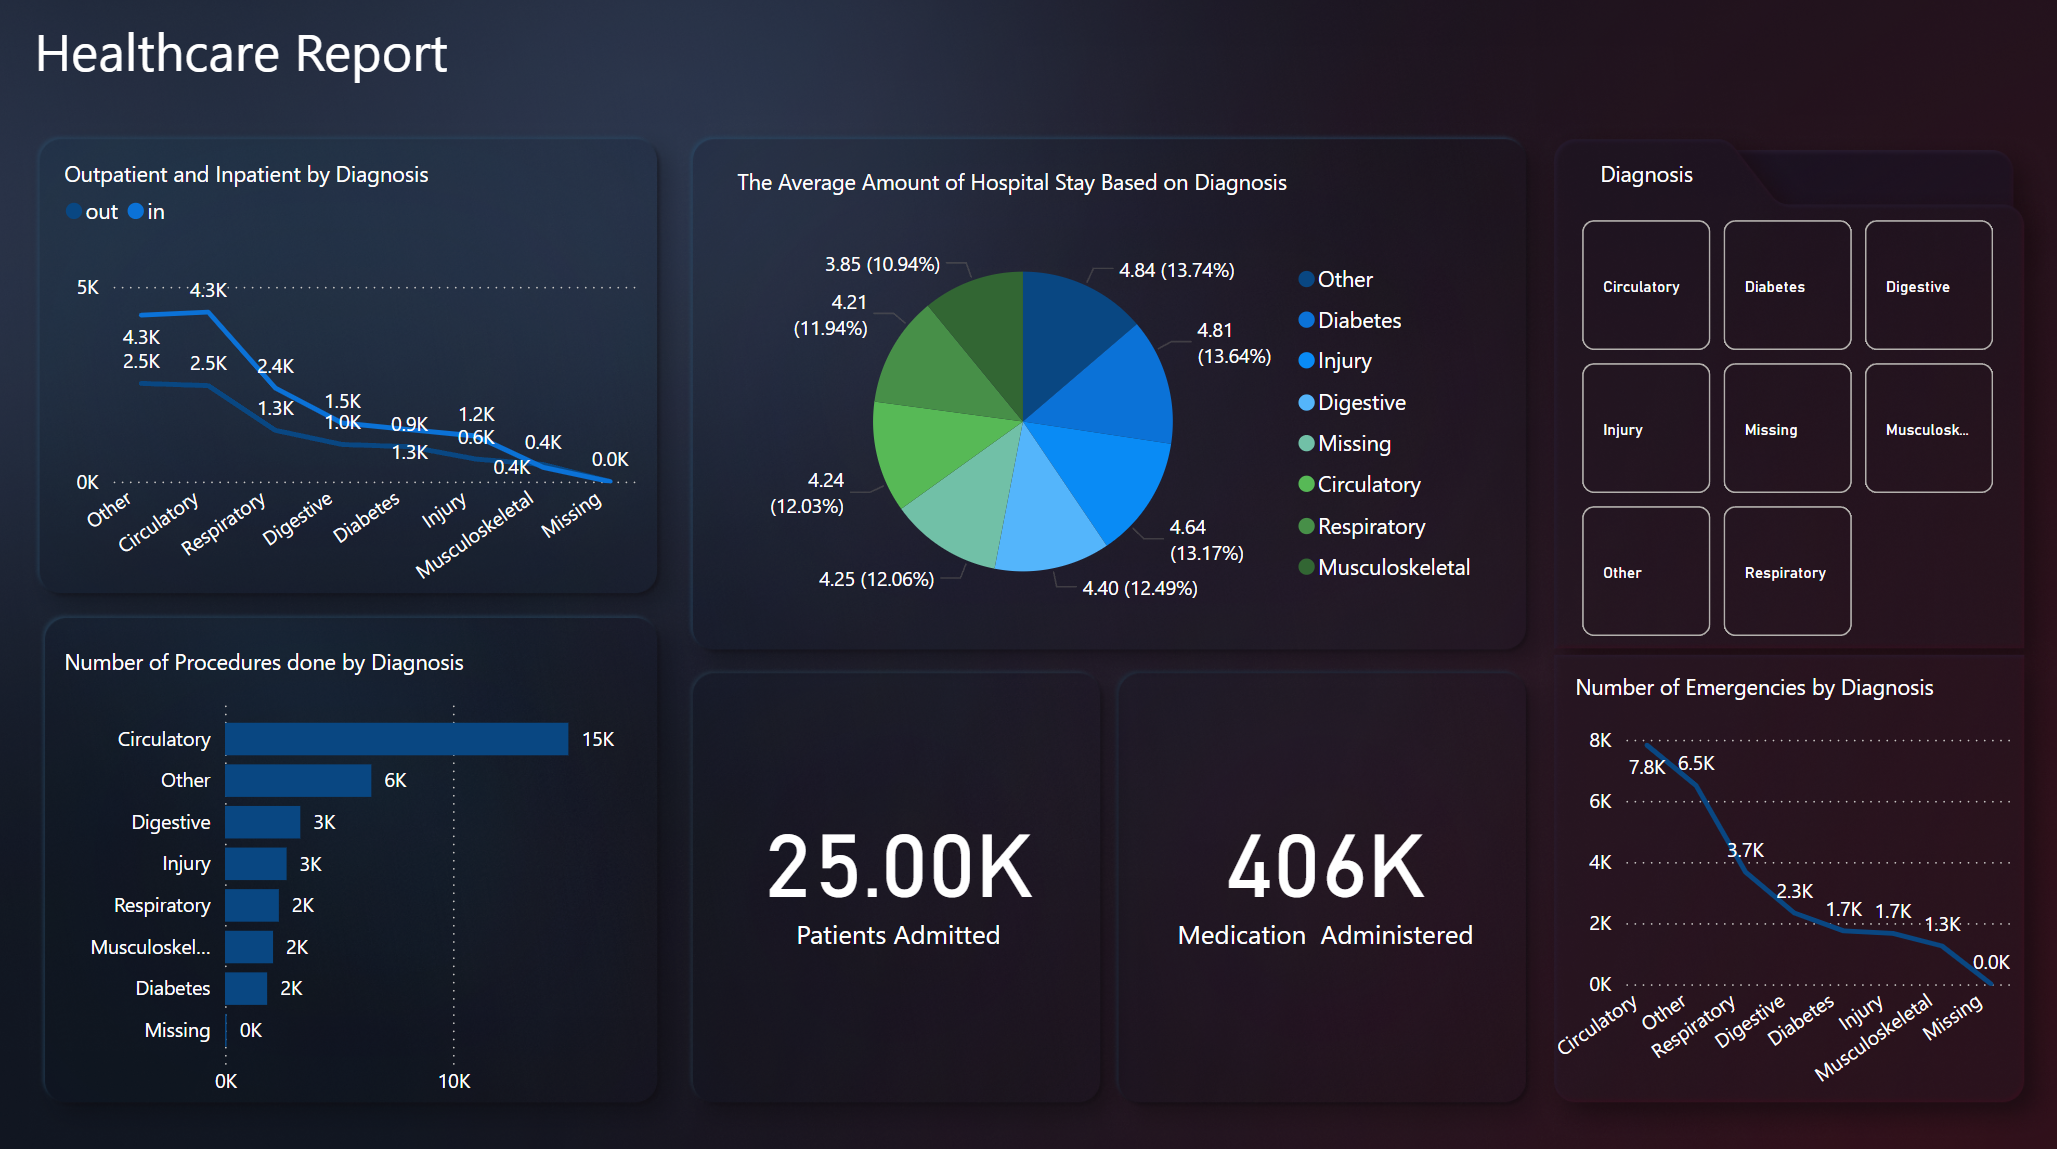 Healthcare Report
Outpatient and Inpatient by Diagnosis
out in
5K
0K
4.3K
4.3K
2.5K
2.5K
2.4K
1.3K
1.5K
1.0K
0.9K
1.3K
1.2K
0.6K
0.4K
0.4K
0.0K
Other
Circulatory
Respiratory
Digestive
Diabetes
Injury
Musculoskeletal
Missing
The Average Amount of Hospital Stay Based on Diagnosis
4.84 (13.74%)
4.81
(13.64%)
4.64
(13.17%)
4.40 (12.49%)
4.25 (12.06%)
4.24
(12.03%)
4.21
(11.94%)
3.85 (10.94%)
Other
Diabetes
Injury
Digestive
Missing
Circulatory
Respiratory
Musculoskeletal
Diagnosis
Circulatory
Diabetes
Digestive
Injury
Missing
Musculosk...
Other
Respiratory
Number of Procedures done by Diagnosis
Circulatory 15K
Other 6K
Digestive 3K
Injury 3K
Respiratory 2K
Musculoskel... 2K
Diabetes 2K
Missing 0K
0K 10K
25.00K
Patients Admitted
406K
Medication Administered
Number of Emergencies by Diagnosis
8K
6K
4K
2K
0K
7.8K
6.5K
3.7K
2.3K
1.7K
1.7K
1.3K
0.0K
Circulatory
Other
Respiratory
Digestive
Diabetes
Injury
Musculoskeletal
Missing